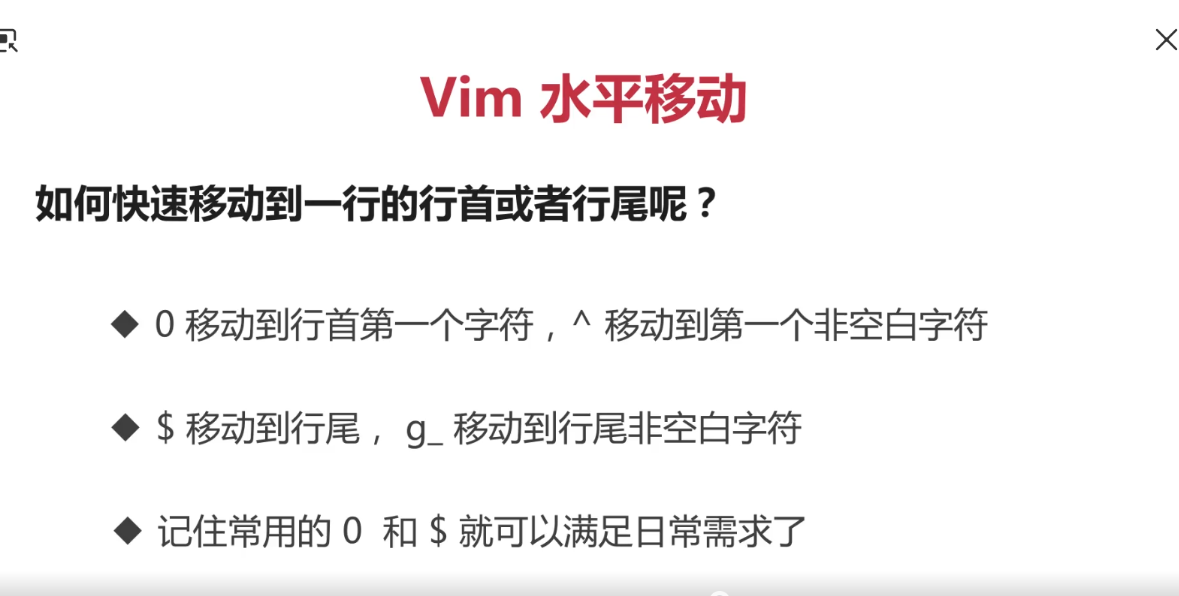 Vim 水平移动
如何快速移动到一行的行首或者行尾呢？
◆ 0 移动到行首第一个字符，^ 移动到第一个非空白字符
◆ $ 移动到行尾， g_ 移动到行尾非空白字符
◆ 记住常用的 0 和 $ 就可以满足日常需求了